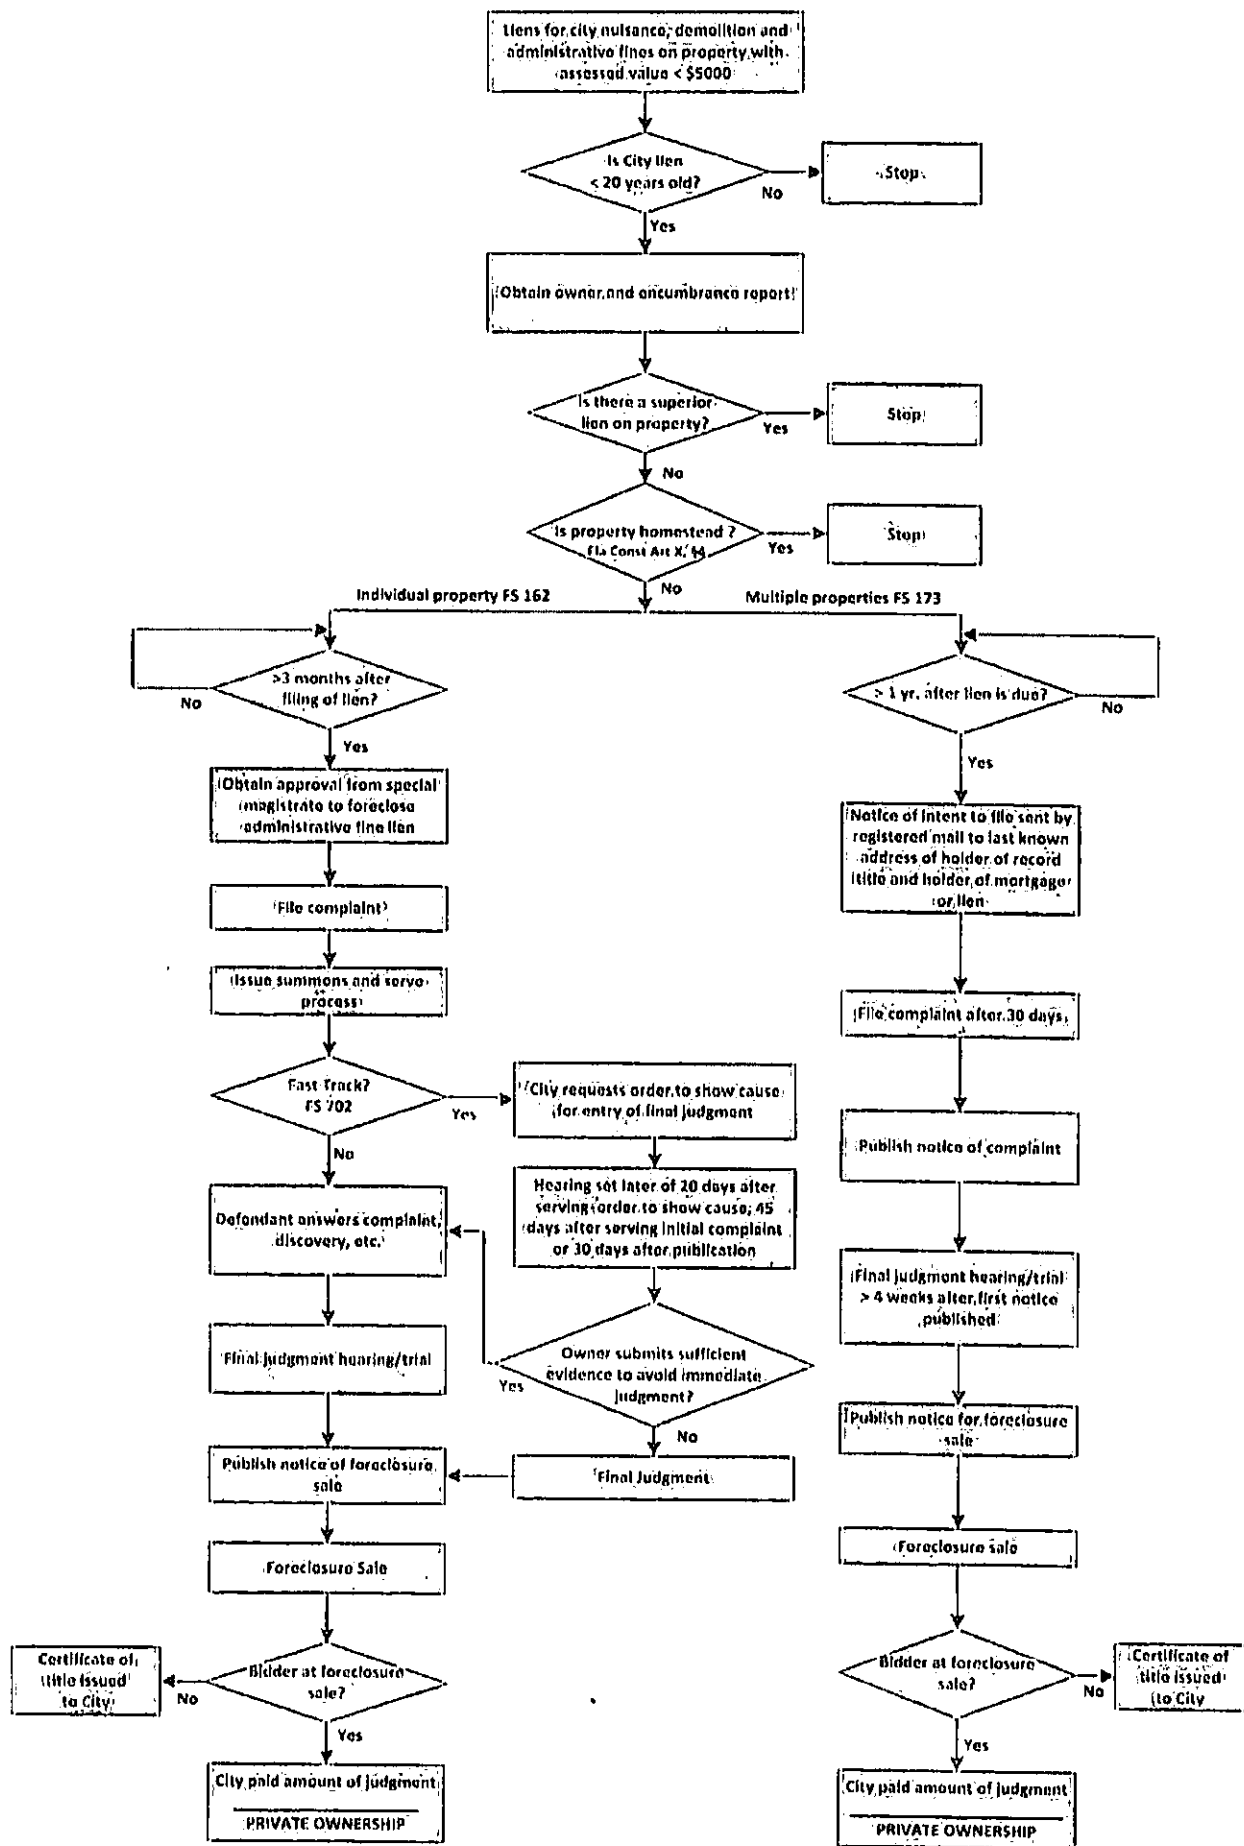 Liens for city nuisance, demolition and
administrative fines on property with
assessed value < $5000
Is City lien
< 20 years old?
No
Stop
Yes
Obtain owner and encumbrance report
Is there a superior
lien on property?
Yes
Stop
No
Is property homestead ?
Fla Const Art X, §4
Yes
Stop
No
Individual property FS 162
Multiple properties FS 173
>3 months after
filing of lien?
No
Yes
Obtain approval from special
magistrate to foreclose
administrative fine lien
File complaint
Issue summons and serve
process
Fast Track?
FS 702
Yes
No
City requests order to show cause
for entry of final judgment
Hearing set later of 20 days after
serving order to show cause, 45
days after serving initial complaint
or 30 days after publication
Owner submits sufficient
evidence to avoid immediate
judgment?
Yes
No
Final Judgment
Defendant answers complaint,
discovery, etc.
Final judgment hearing/trial
Publish notice of foreclosure
sale
Foreclosure Sale
Bidder at foreclosure
sale?
No
Certificate of
title issued
to City
Yes
City paid amount of judgment
PRIVATE OWNERSHIP
> 1 yr. after lien is due?
No
Yes
Notice of intent to file sent by
registered mail to last known
address of holder of record
title and holder of mortgage
or lien
File complaint after 30 days
Publish notice of complaint
Final judgment hearing/trial
> 4 weeks after first notice
published
Publish notice for foreclosure
sale
Foreclosure sale
Bidder at foreclosure
sale?
No
Certificate of
title issued
to City
Yes
City paid amount of judgment
PRIVATE OWNERSHIP